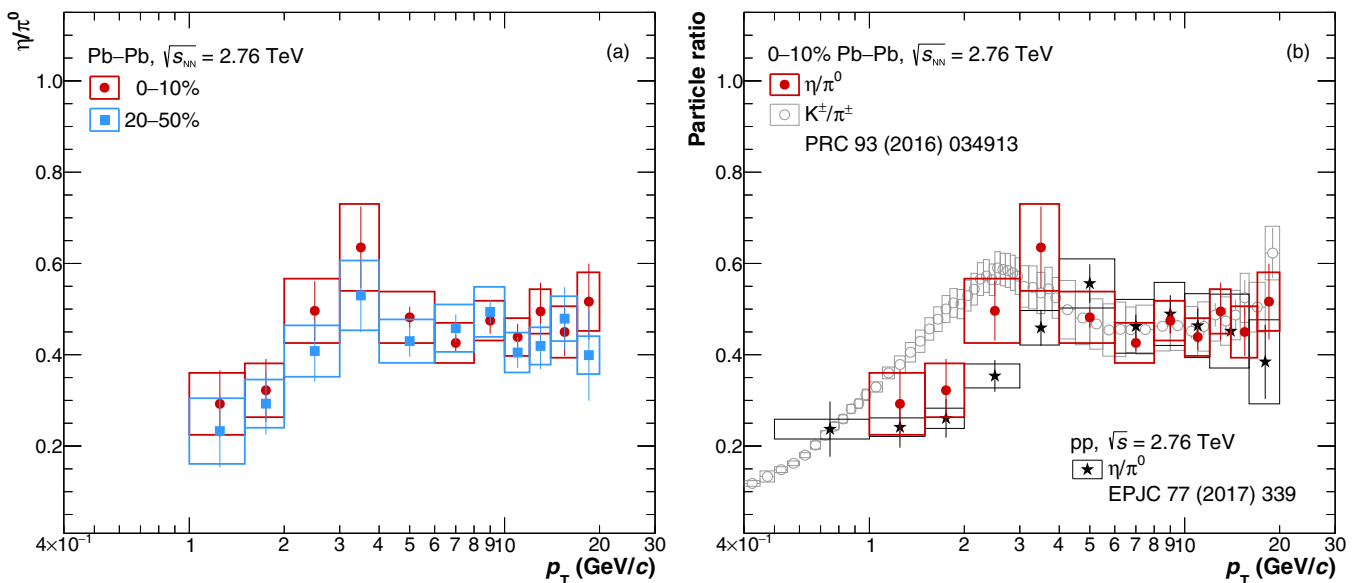 η/π⁰
Pb–Pb, √s_NN = 2.76 TeV
(a)
0–10%
20–50%
1.0
0.8
0.6
0.4
0.2
4×10⁻¹ 1 2 3 4 5 6 7 8 910 20 30
p_T (GeV/c)
Particle ratio
0–10% Pb–Pb, √s_NN = 2.76 TeV
(b)
η/π⁰
K±/π±
PRC 93 (2016) 034913
1.0
0.8
0.6
0.4
0.2
pp, √s = 2.76 TeV
η/π⁰
EPJC 77 (2017) 339
4×10⁻¹ 1 2 3 4 5 6 7 8 910 20 30
p_T (GeV/c)